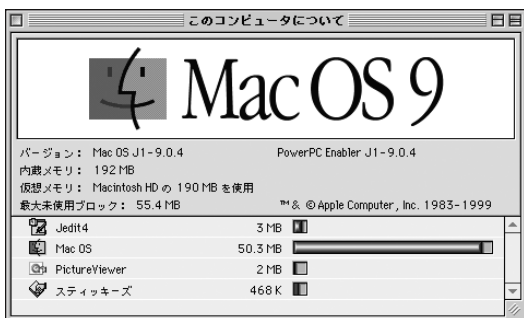 このコンピュータについて
Mac OS 9
バージョン： Mac OS J1-9.0.4 PowerPC Enabler J1-9.0.4
内蔵メモリ： 192 MB
仮想メモリ： Macintosh HD の 190 MB を使用
最大未使用ブロック： 55.4 MB ™ & © Apple Computer, Inc. 1983-1999
Jedit4 3 MB
Mac OS 50.3 MB
PictureViewer 2 MB
スティッキーズ 468 K